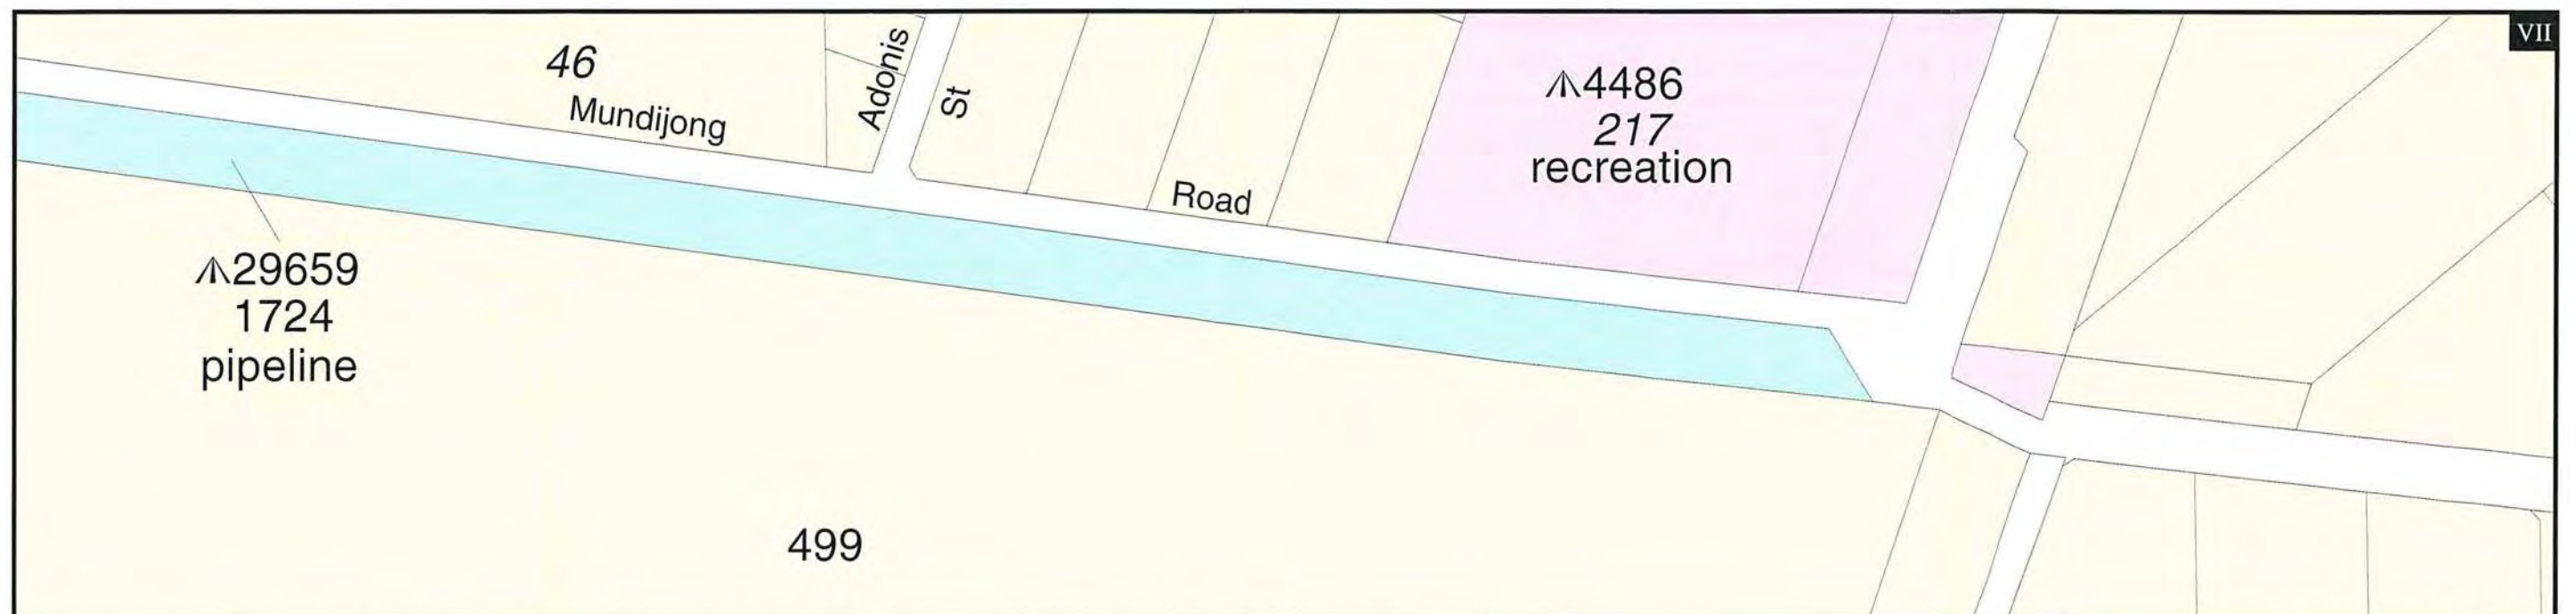 VII
46
Mundijong
Adonis
St
4486
217
recreation
Road
29659
1724
pipeline
499